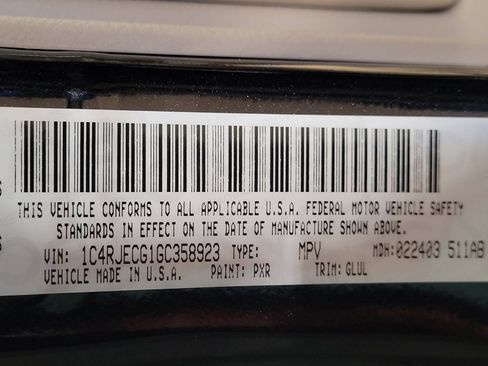 THIS VEHICLE CONFORMS TO ALL APPLICABLE U.S.A. FEDERAL MOTOR VEHICLE SAFETY
STANDARDS IN EFFECT ON THE DATE OF MANUFACTURE SHOWN ABOVE.
VIN: 1C4RJECG1GC358923 TYPE: MPV MDH:022403 511AB
VEHICLE MADE IN U.S.A. PAINT: PXR TRIM: GLUL